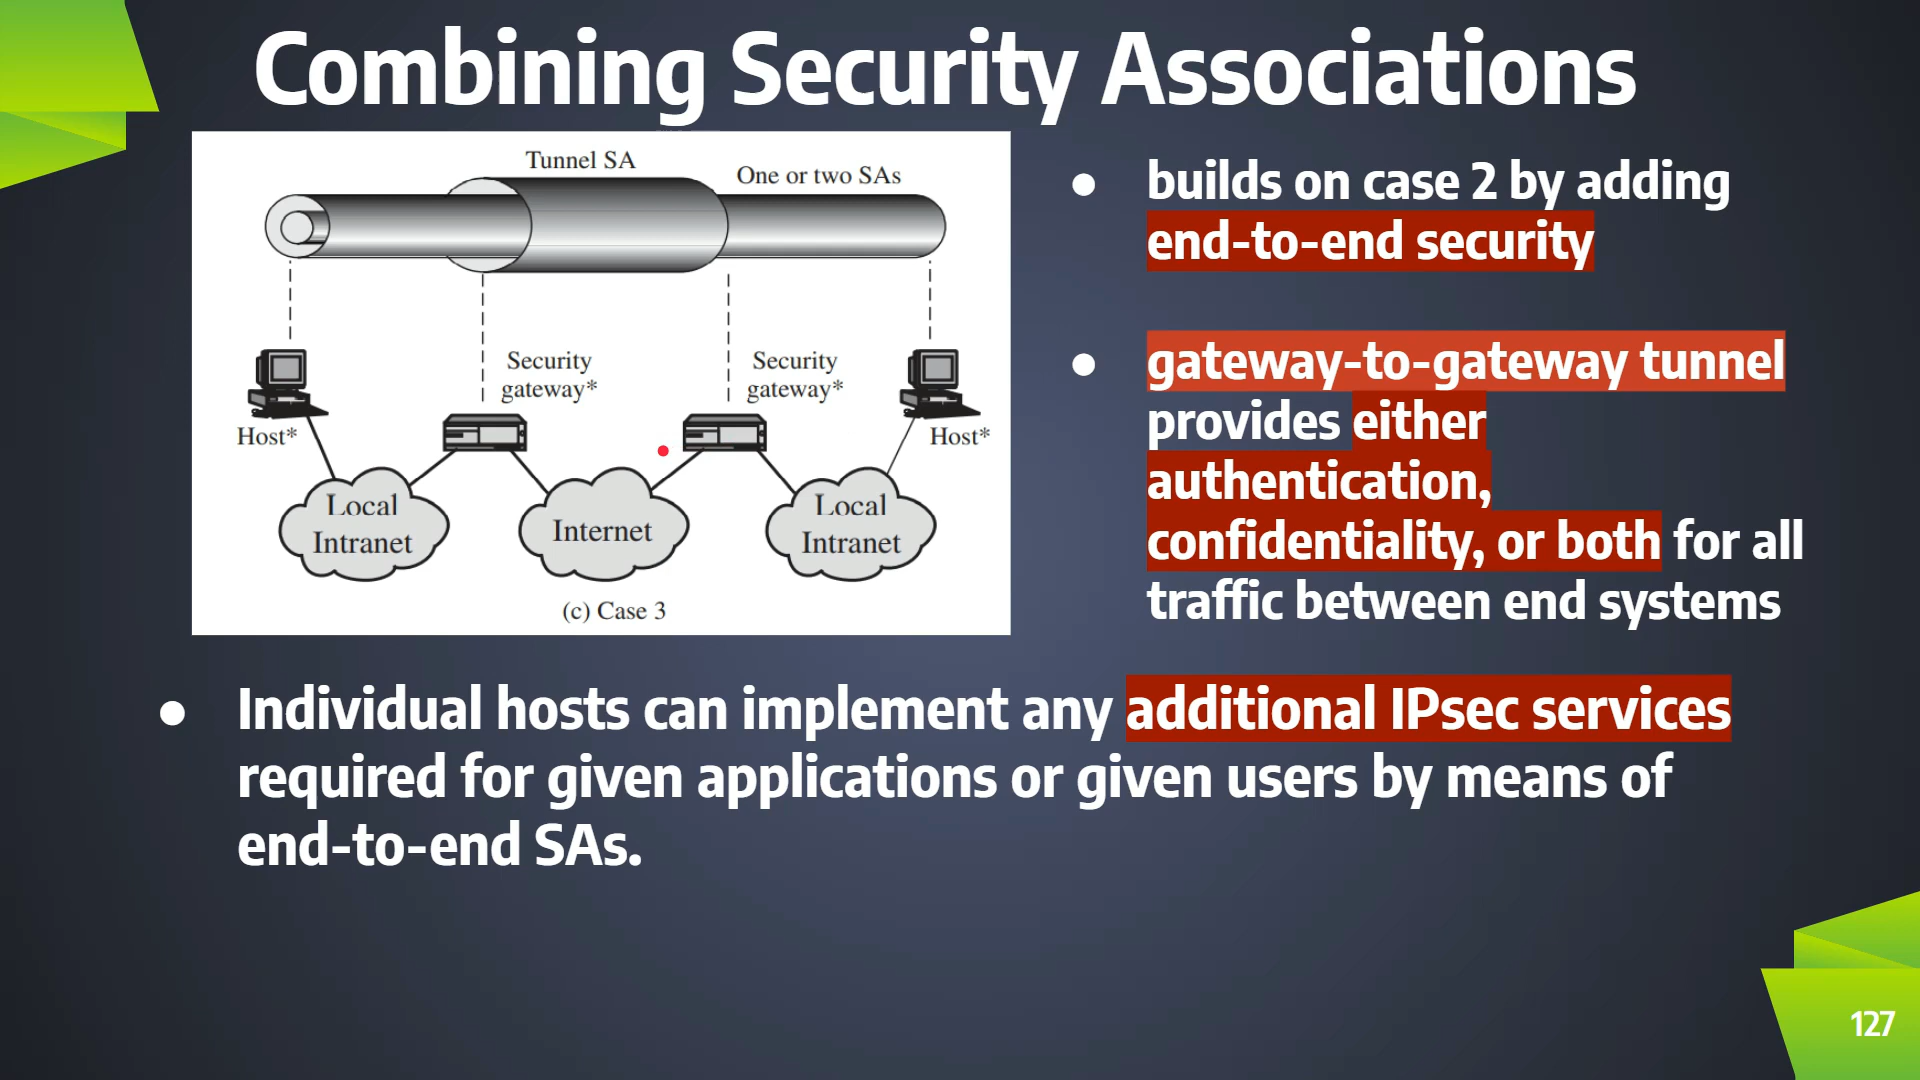 Combining Security Associations
Tunnel SA
One or two SAs
Security
gateway*
Security
gateway*
Host*
Host*
Local
Intranet
Internet
Local
Intranet
(c) Case 3
● builds on case 2 by adding
end-to-end security
● gateway-to-gateway tunnel
provides either
authentication,
confidentiality, or both for all
traffic between end systems
● Individual hosts can implement any additional IPsec services
required for given applications or given users by means of
end-to-end SAs.
127